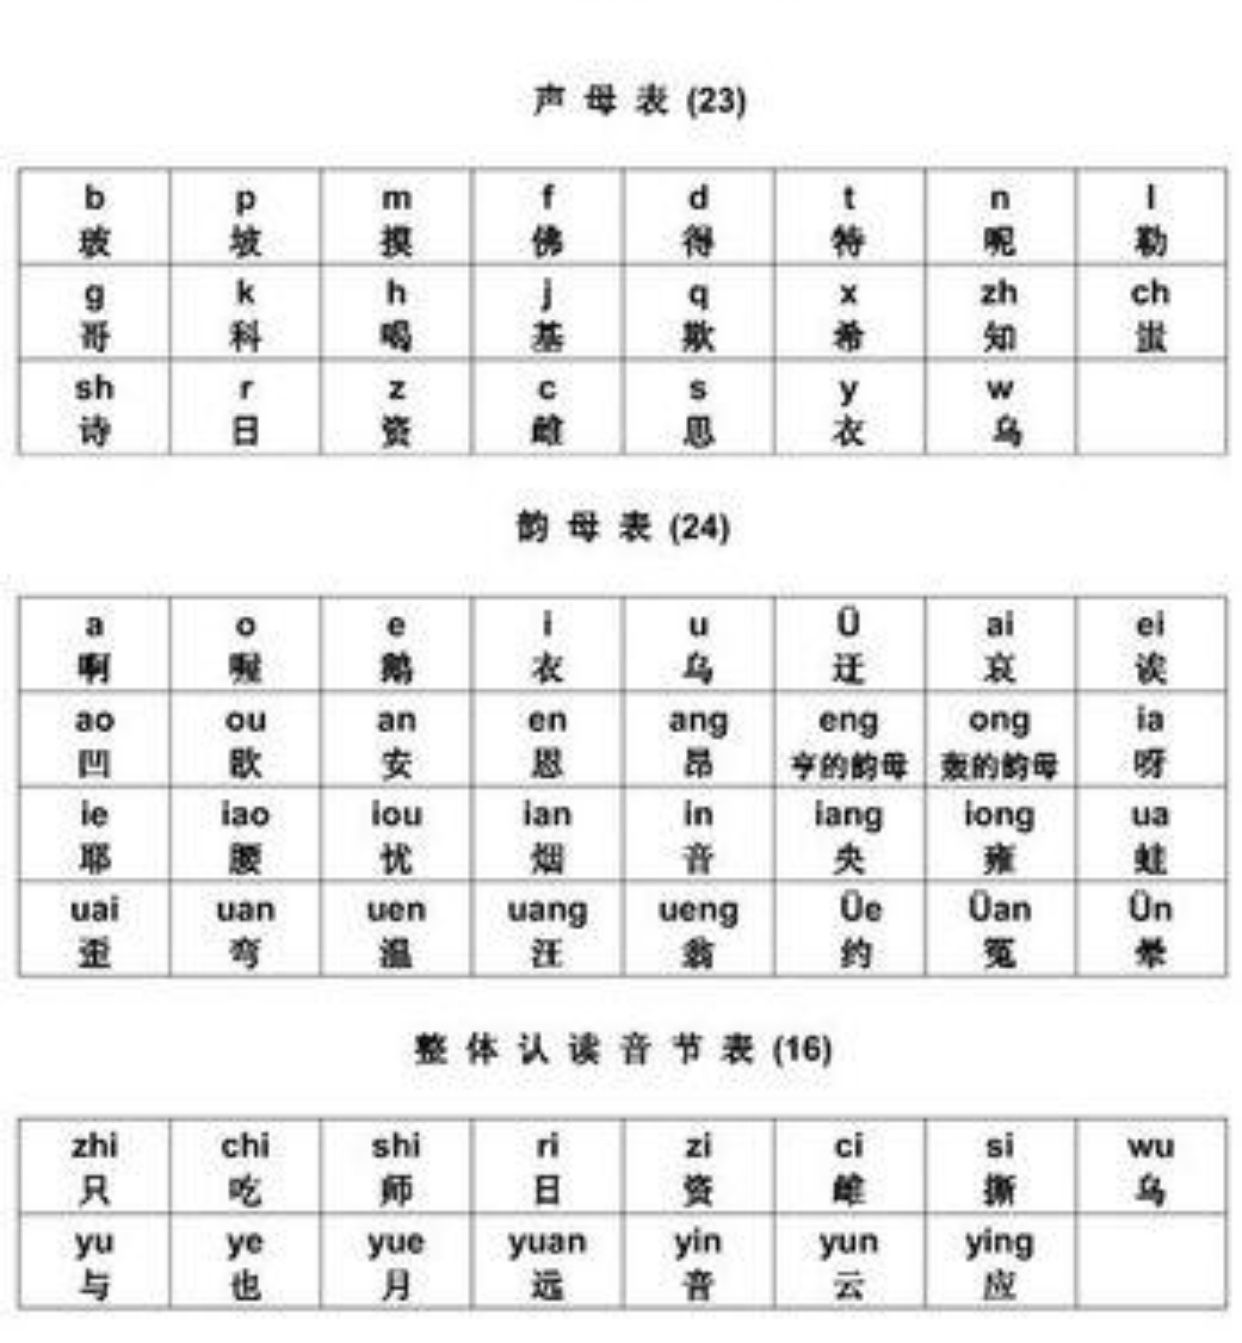 声 母 表 (23)
b p m f d t n l
玻 坡 摸 佛 得 特 呢 勒
g k h j q x zh ch
哥 科 喝 基 欺 希 知 蚩
sh r z c s y w
诗 日 资 雌 思 衣 乌
韵 母 表 (24)
a o e i u Ü ai ei
啊 喔 鹅 衣 乌 迂 哀 诶
ao ou an en ang eng ong ia
凹 欧 安 恩 昂 亨的韵母 轰的韵母 呀
ie iao iou ian in iang iong ua
耶 腰 忧 烟 音 央 雍 蛙
uai uan uen uang ueng Üe Üan Ün
歪 弯 温 汪 翁 约 冤 晕
整 体 认 读 音 节 表 (16)
zhi chi shi ri zi ci si wu
只 吃 师 日 资 雌 撕 乌
yu ye yue yuan yin yun ying
与 也 月 远 音 云 应